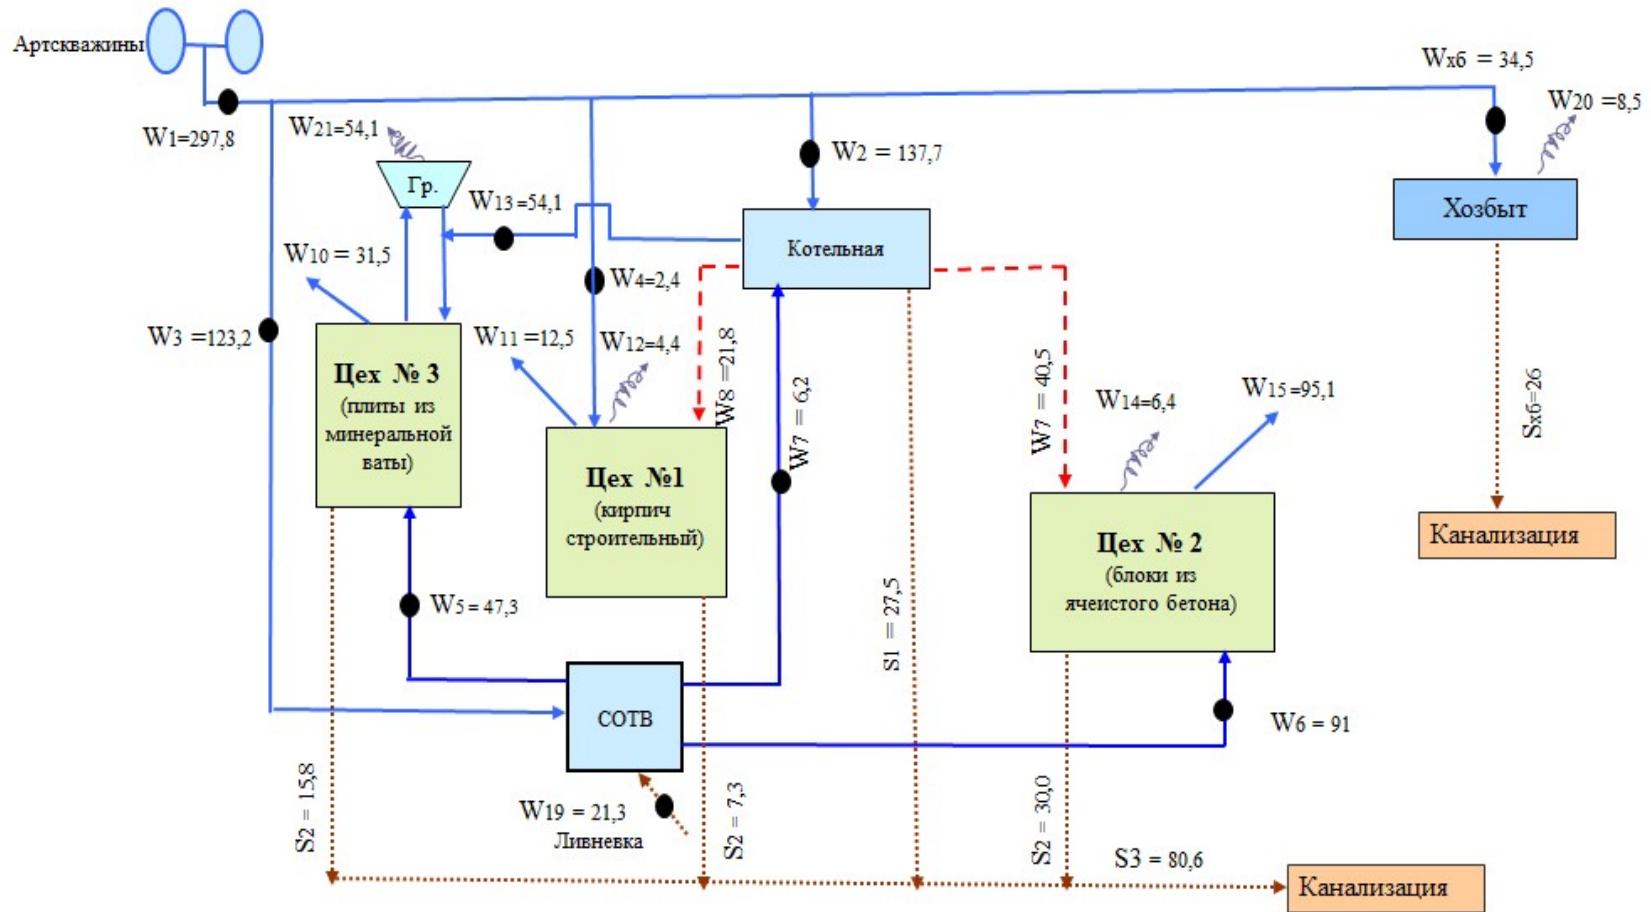 Артскважины
Wхб = 34,5
W20 =8,5
W1=297,8
W21=54,1
W2 = 137,7
Гр.
W13 =54,1
Хозбыт
Котельная
W10 = 31,5
W4=2,4
W3 =123,2
W11 =12,5
W12=4,4
Цех № 3
(плиты из
минеральной
ваты)
W8 =21,8
W7 = 6,2
W7 = 40,5
W14=6,4
W15 =95,1
Sхб=26
Цех №1
(кирпич
строительный)
Цех № 2
(блоки из
ячеистого бетона)
Канализация
W5 = 47,3
S1 = 27,5
СОТВ
W6 = 91
S2 = 15,8
W19 = 21,3
Ливневка
S2 = 7,3
S2 = 30,0
S3 = 80,6
Канализация